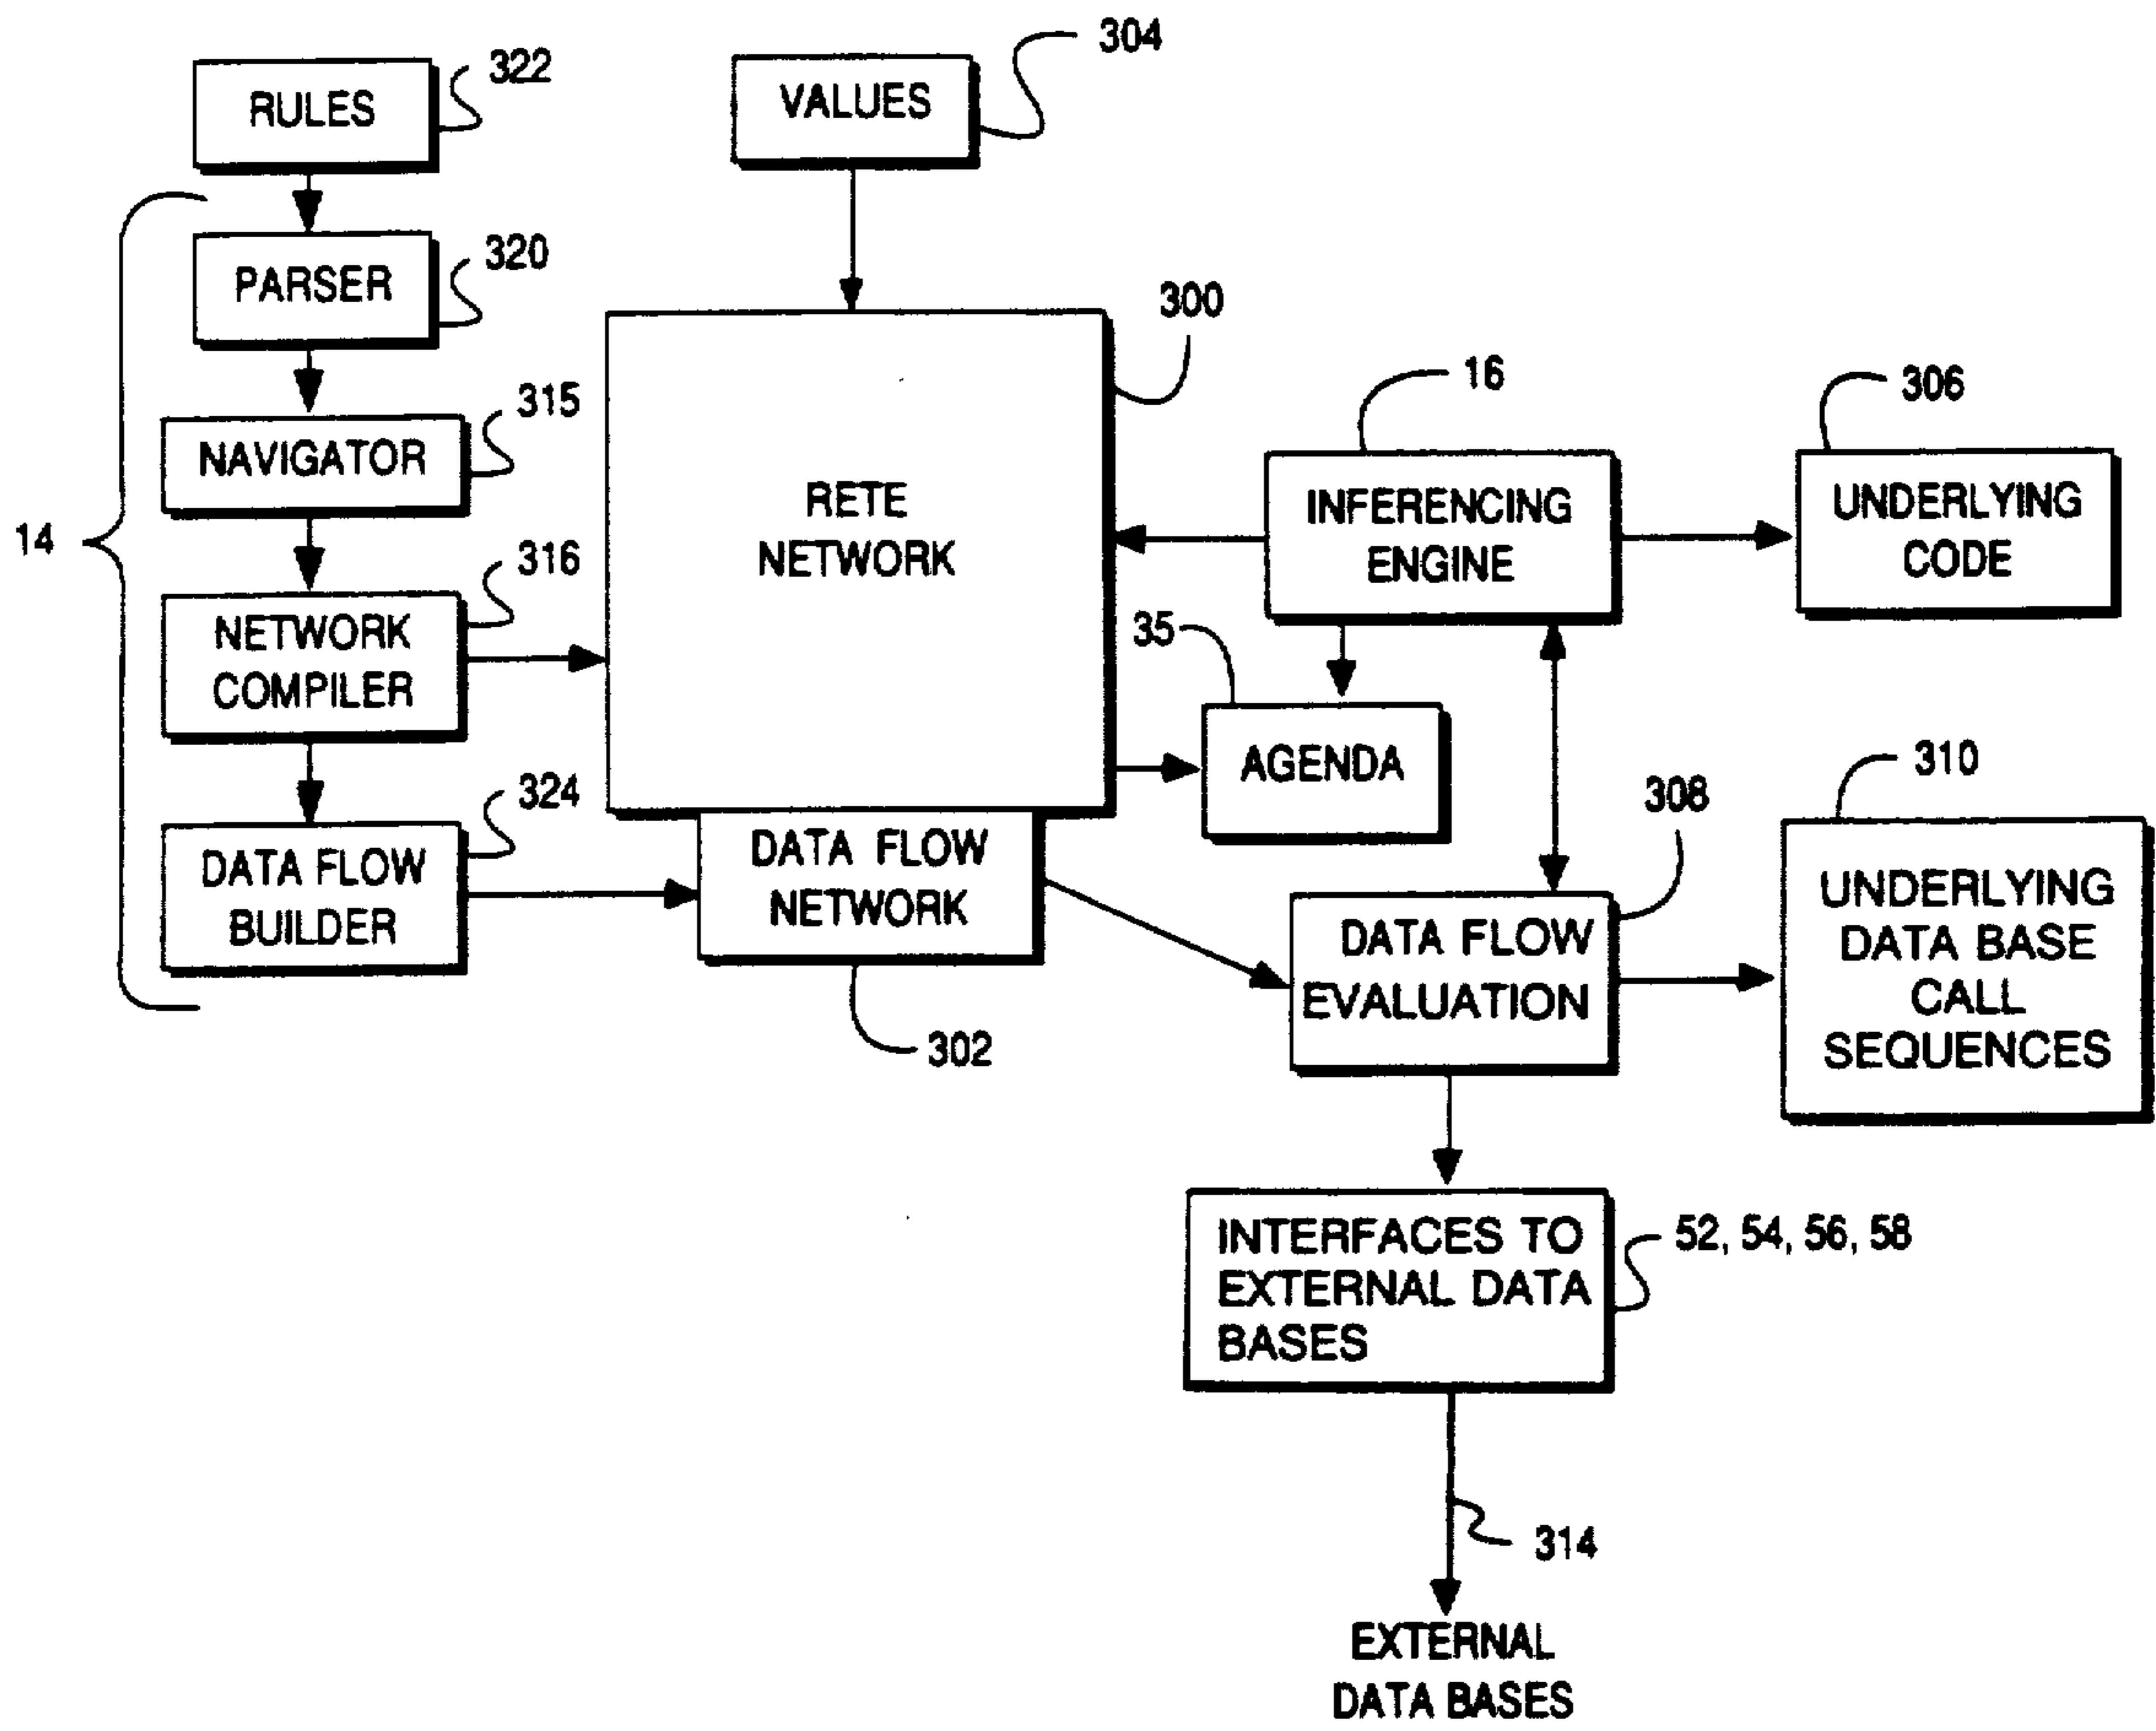 RULES
322
VALUES
304
PARSER
320
300
NAVIGATOR
315
16
306
RETE
NETWORK
INFERENCING
ENGINE
UNDERLYING
CODE
14
NETWORK
COMPILER
316
35
AGENDA
DATA FLOW
BUILDER
324
DATA FLOW
NETWORK
302
308
310
DATA FLOW
EVALUATION
UNDERLYING
DATA BASE
CALL
SEQUENCES
INTERFACES TO
EXTERNAL DATA
BASES
52, 54, 56, 58
314
EXTERNAL
DATA BASES